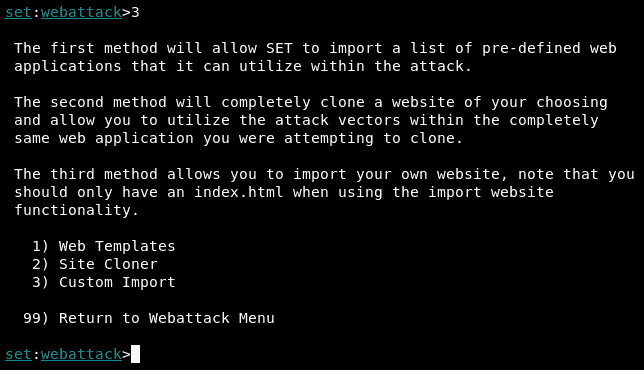 set:webattack>3
The first method will allow SET to import a list of pre-defined web
applications that it can utilize within the attack.
The second method will completely clone a website of your choosing
and allow you to utilize the attack vectors within the completely
same web application you were attempting to clone.
The third method allows you to import your own website, note that you
should only have an index.html when using the import website
functionality.
1) Web Templates
2) Site Cloner
3) Custom Import
99) Return to Webattack Menu
set:webattack>